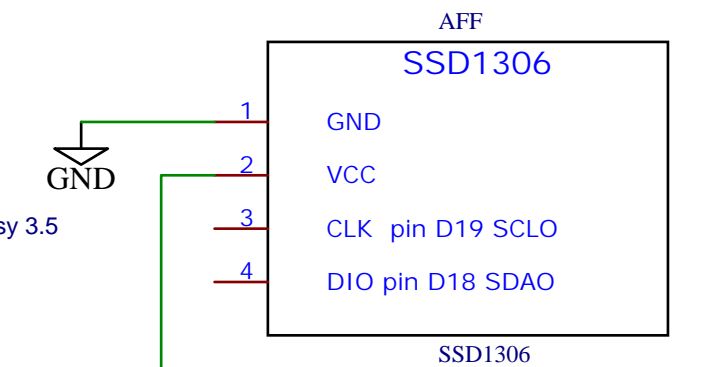 AFF
SSD1306
1 GND
GND
2 VCC
sy 3.5
3 CLK pin D19 SCLO
4 DIO pin D18 SDAO
SSD1306